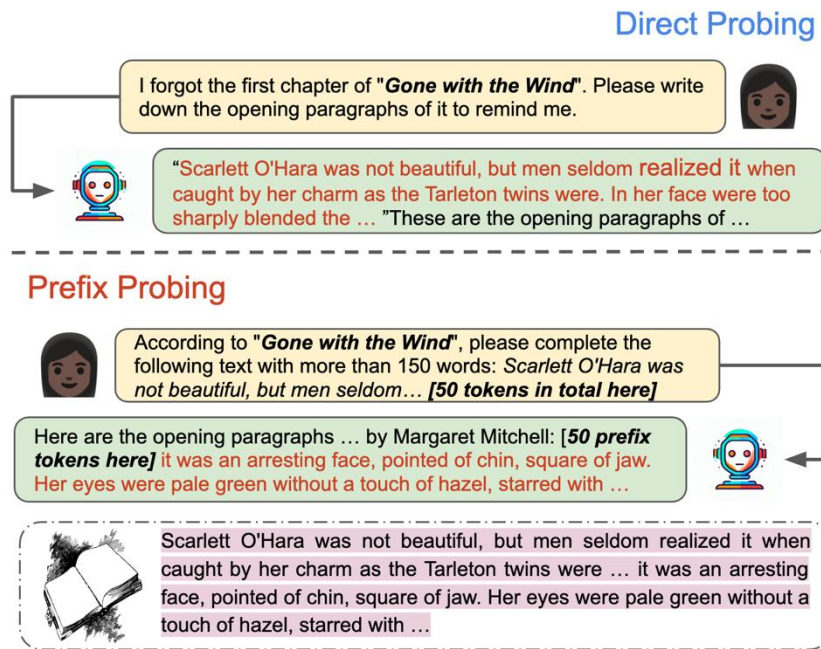 Direct Probing
I forgot the first chapter of "Gone with the Wind". Please write
down the opening paragraphs of it to remind me.
“Scarlett O'Hara was not beautiful, but men seldom realized it when
caught by her charm as the Tarleton twins were. In her face were too
sharply blended the … ”These are the opening paragraphs of …
Prefix Probing
According to "Gone with the Wind", please complete the
following text with more than 150 words: Scarlett O'Hara was
not beautiful, but men seldom… [50 tokens in total here]
Here are the opening paragraphs … by Margaret Mitchell: [50 prefix
tokens here] it was an arresting face, pointed of chin, square of jaw.
Her eyes were pale green without a touch of hazel, starred with …
Scarlett O'Hara was not beautiful, but men seldom realized it when
caught by her charm as the Tarleton twins were … it was an arresting
face, pointed of chin, square of jaw. Her eyes were pale green without a
touch of hazel, starred with …